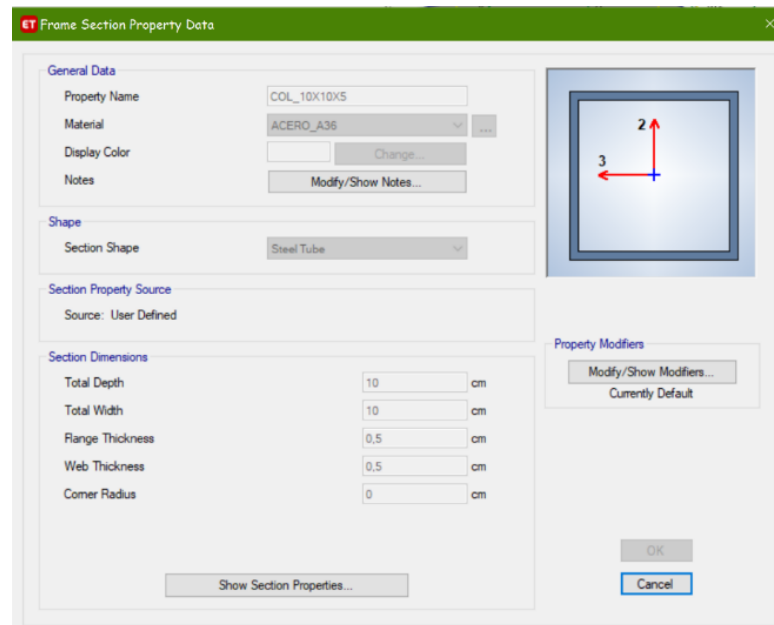 ET Frame Section Property Data
General Data
Property Name COL_10X10X5
Material ACERO_A36 ...
Display Color Change...
Notes Modify/Show Notes...
Shape
Section Shape Steel Tube
Section Property Source
Source: User Defined
Section Dimensions
Total Depth 10 cm
Total Width 10 cm
Flange Thickness 0,5 cm
Web Thickness 0,5 cm
Corner Radius 0 cm
Show Section Properties...
2
3
Property Modifiers
Modify/Show Modifiers...
Currently Default
OK
Cancel